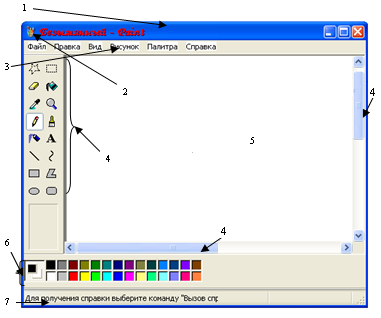 1
Безымянный - Paint
Файл Правка Вид Рисунок Палитра Справка
3
2
4
A
4
5
4
6
7
Для получения справки выберите команду "Вызов спр